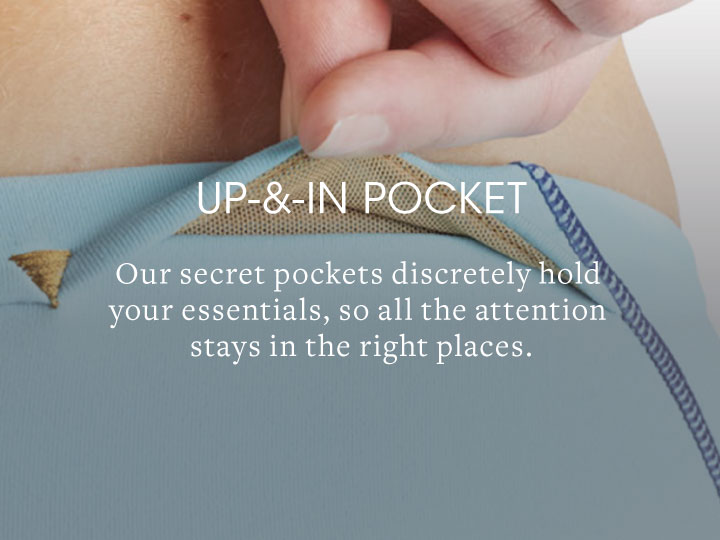 UP-&-IN POCKET
Our secret pockets discretely hold
your essentials, so all the attention
stays in the right places.